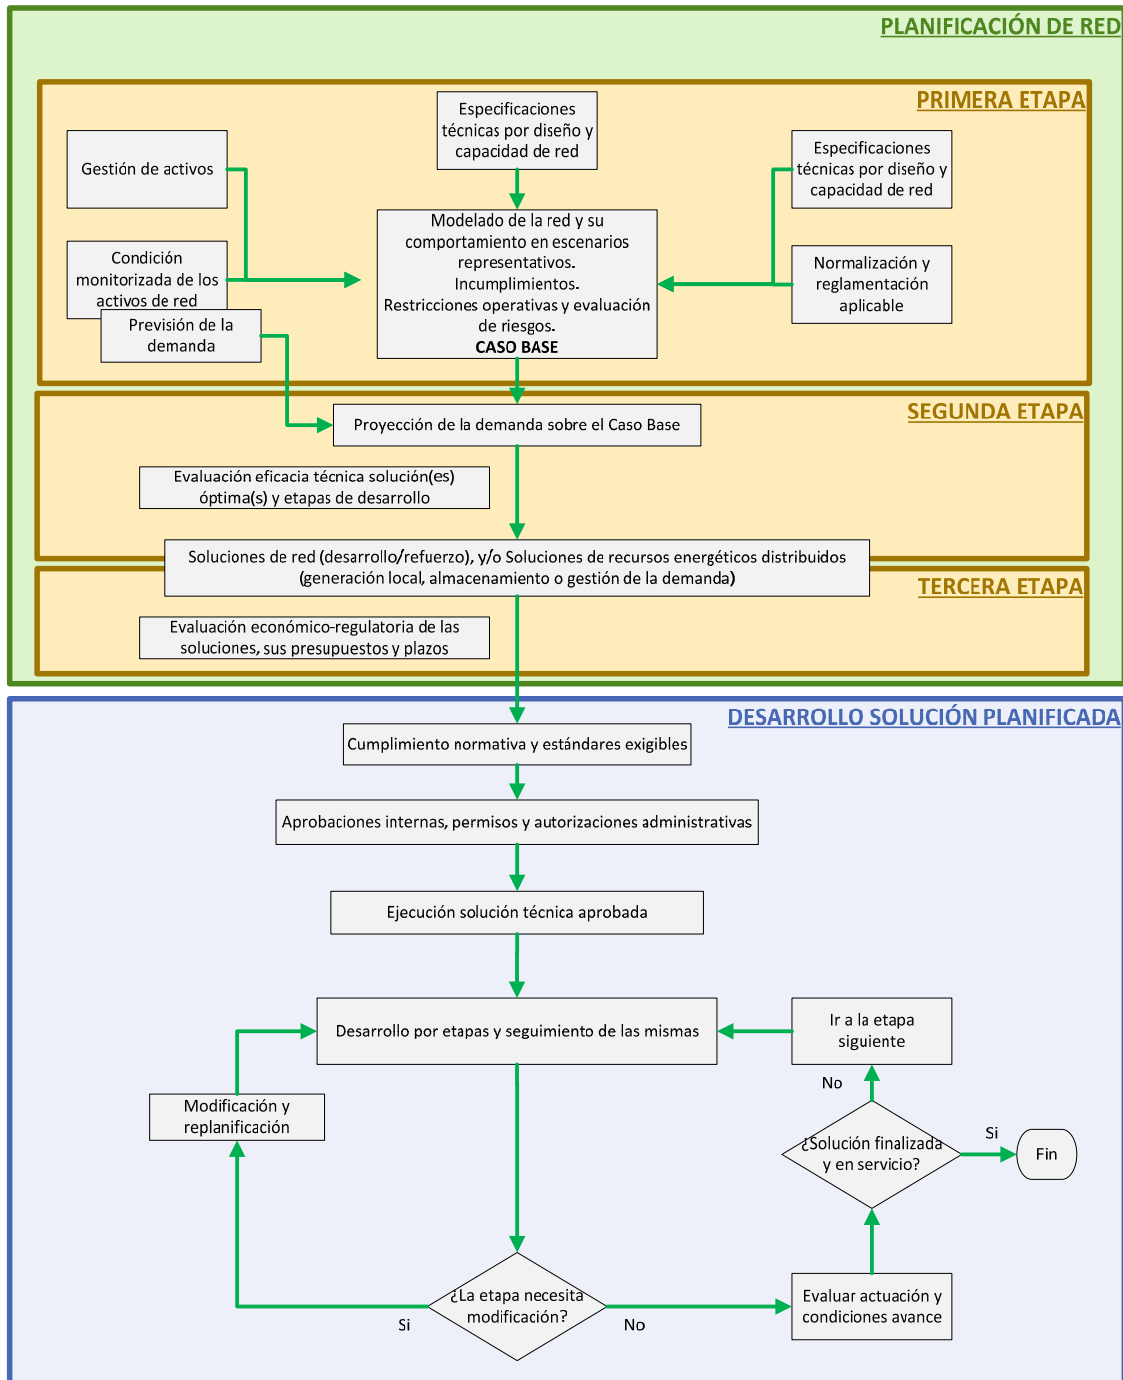 PLANIFICACIÓN DE RED
PRIMERA ETAPA
Especificaciones
técnicas por diseño y
capacidad de red
Gestión de activos
Especificaciones
técnicas por diseño y
capacidad de red
Modelado de la red y su
comportamiento en escenarios
representativos.
Incumplimientos.
Restricciones operativas y evaluación
de riesgos.
CASO BASE
Condición
monitorizada de los
activos de red
Normalización y
reglamentación
aplicable
Previsión de la
demanda
SEGUNDA ETAPA
Proyección de la demanda sobre el Caso Base
Evaluación eficacia técnica solución(es)
óptima(s) y etapas de desarrollo
Soluciones de red (desarrollo/refuerzo), y/o Soluciones de recursos energéticos distribuidos
(generación local, almacenamiento o gestión de la demanda)
TERCERA ETAPA
Evaluación económico-regulatoria de las
soluciones, sus presupuestos y plazos
DESARROLLO SOLUCIÓN PLANIFICADA
Cumplimiento normativa y estándares exigibles
Aprobaciones internas, permisos y autorizaciones administrativas
Ejecución solución técnica aprobada
Desarrollo por etapas y seguimiento de las mismas
Ir a la etapa
siguiente
No
Modificación y
replanificación
¿Solución finalizada
y en servicio?
Si
Fin
¿La etapa necesita
modificación?
Si
No
Evaluar actuación y
condiciones avance